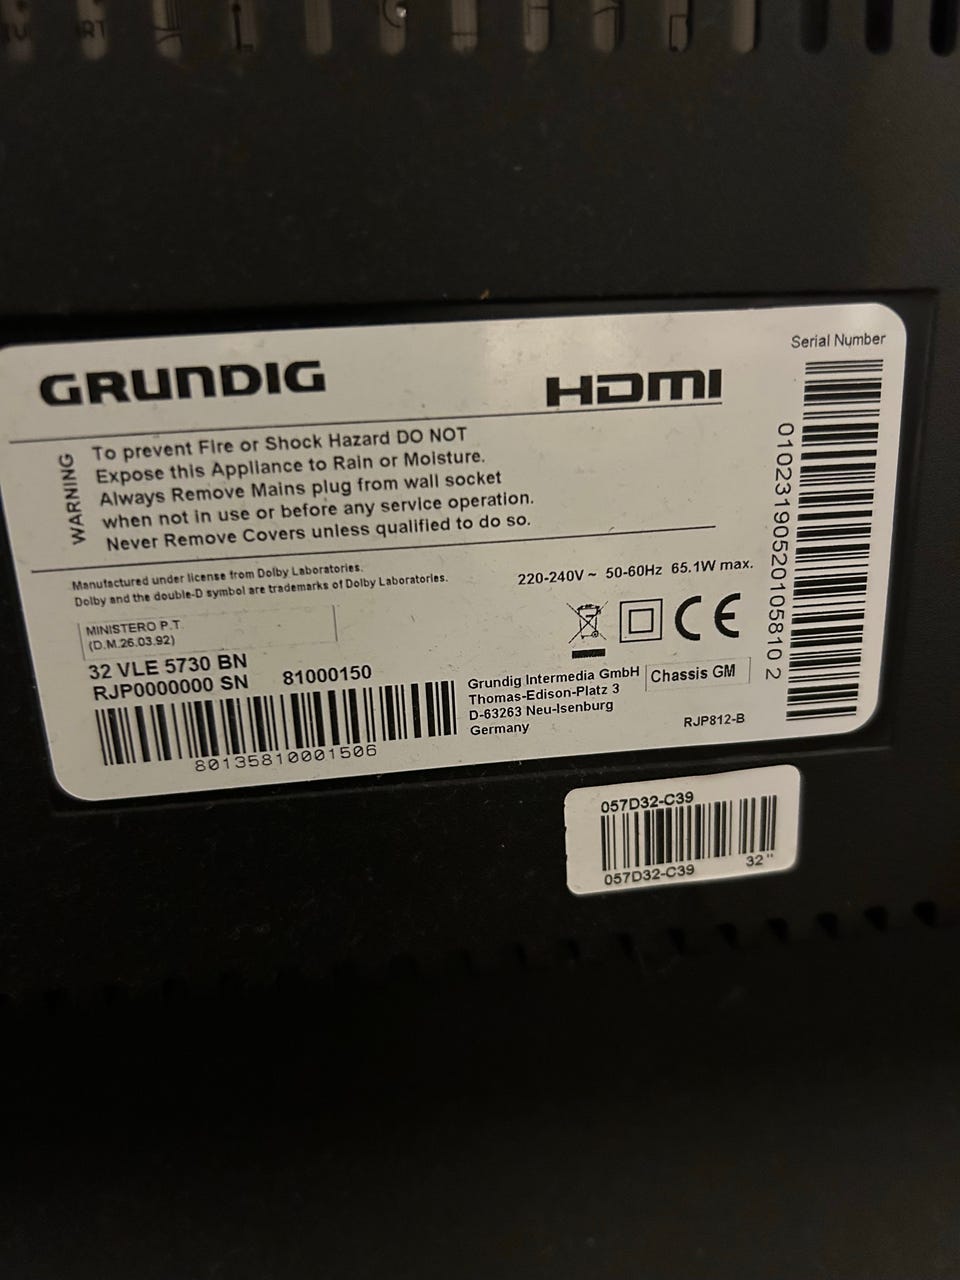 GRUNDIG
HDMI
Serial Number
WARNING
To prevent Fire or Shock Hazard DO NOT
Expose this Appliance to Rain or Moisture.
Always Remove Mains plug from wall socket
when not in use or before any service operation.
Never Remove Covers unless qualified to do so.
Manufactured under license from Dolby Laboratories.
Dolby and the double-D symbol are trademarks of Dolby Laboratories.
220-240V ~ 50-60Hz 65.1W max.
MINISTERO P.T
(D.M.26.03.92)
CE
32 VLE 5730 BN
RJP0000000 SN 81000150
80135810001506
Grundig Intermedia GmbH
Thomas-Edison-Platz 3
D-63263 Neu-Isenburg
Germany
Chassis GM
RJP812-B
010231905201058102
057D32-C39
057D32-C39
32"